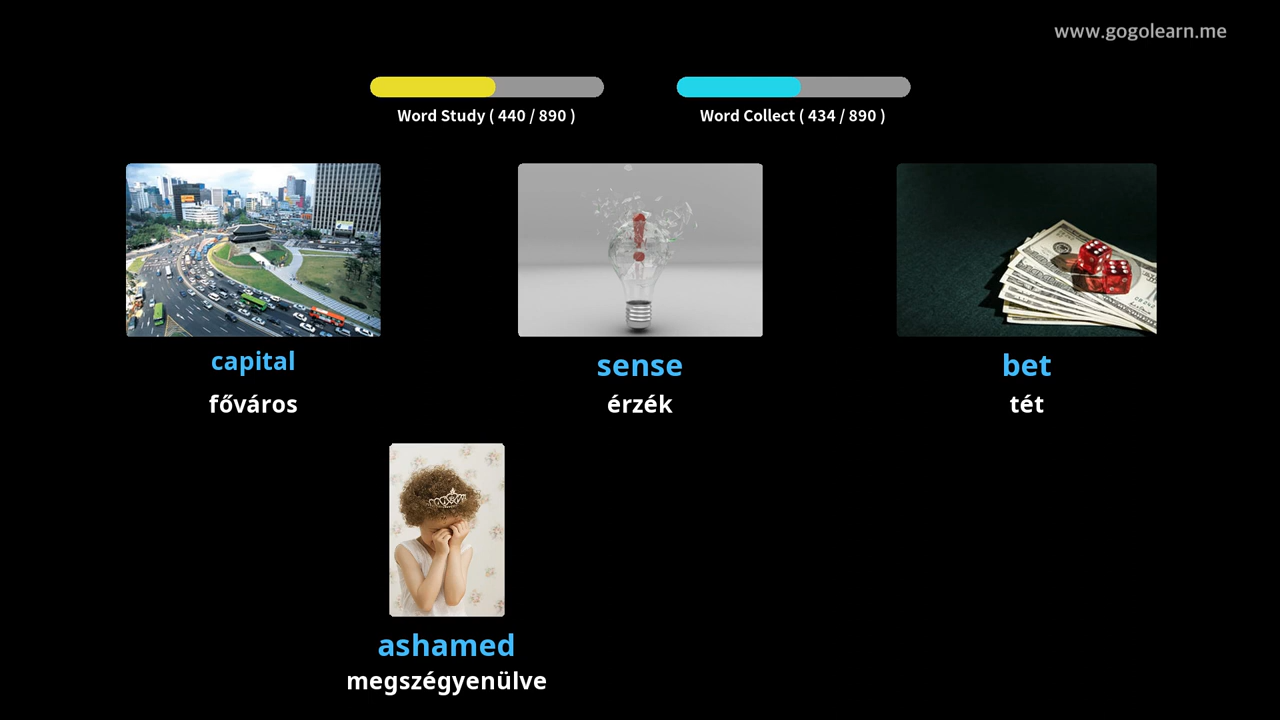 www.gogolearn.me
Word Study ( 440 / 890 )
Word Collect ( 434 / 890 )
capital
főváros
sense
érzék
bet
tét
ashamed
megszégyenülve